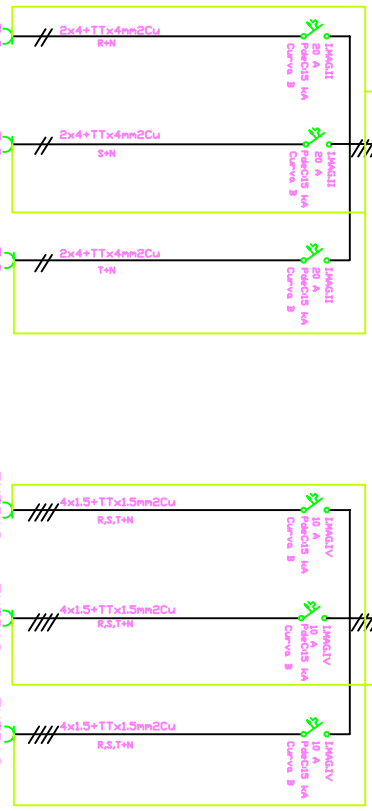 2x4+TTx4mm2Cu
R+N
I.MAG.II
20 A
PdeC:15 kA
Curva B
2x4+TTx4mm2Cu
S+N
I.MAG.II
20 A
PdeC:15 kA
Curva B
2x4+TTx4mm2Cu
T+N
I.MAG.II
20 A
PdeC:15 kA
Curva B
4x1.5+TTx1.5mm2Cu
R,S,T+N
I.MAG.IV
10 A
PdeC:15 kA
Curva B
4x1.5+TTx1.5mm2Cu
R,S,T+N
I.MAG.IV
10 A
PdeC:15 kA
Curva B
4x1.5+TTx1.5mm2Cu
R,S,T+N
I.MAG.IV
10 A
PdeC:15 kA
Curva B